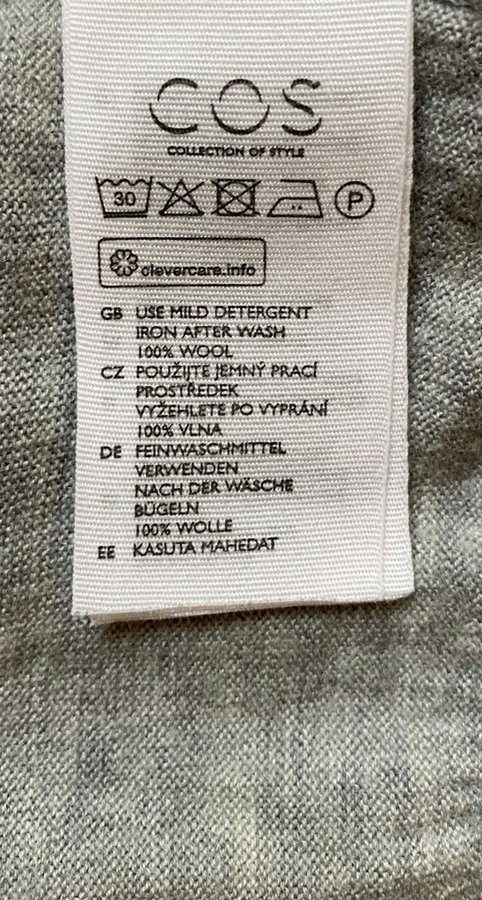 COS
COLLECTION OF STYLE
30 P
clevercare.info
GB USE MILD DETERGENT
IRON AFTER WASH
100% WOOL
CZ POUŽIJTE JEMNÝ PRACÍ
PROSTŘEDEK
VYŽEHLETE PO VYPRÁNÍ
100% VLNA
DE FEINWASCHMITTEL
VERWENDEN
NACH DER WÄSCHE
BÜGELN
100% WOLLE
EE KASUTA MAHEDAT